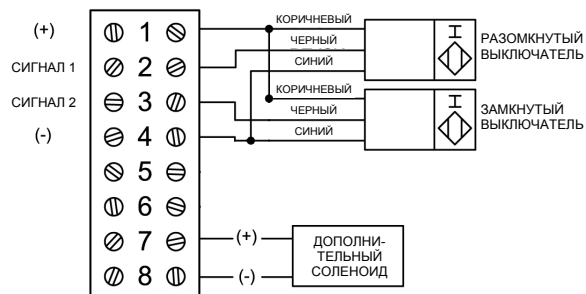 (+) 1 КОРИЧНЕВЫЙ
СИГНАЛ 1 2 ЧЕРНЫЙ
СИНИЙ
РАЗОМКНУТЫЙ
ВЫКЛЮЧАТЕЛЬ
СИГНАЛ 2 3 КОРИЧНЕВЫЙ
ЧЕРНЫЙ
(-) 4 СИНИЙ
ЗАМКНУТЫЙ
ВЫКЛЮЧАТЕЛЬ
5
6
7 (+)
8 (-)
ДОПОЛНИ-
ТЕЛЬНЫЙ
СОЛЕНОИД